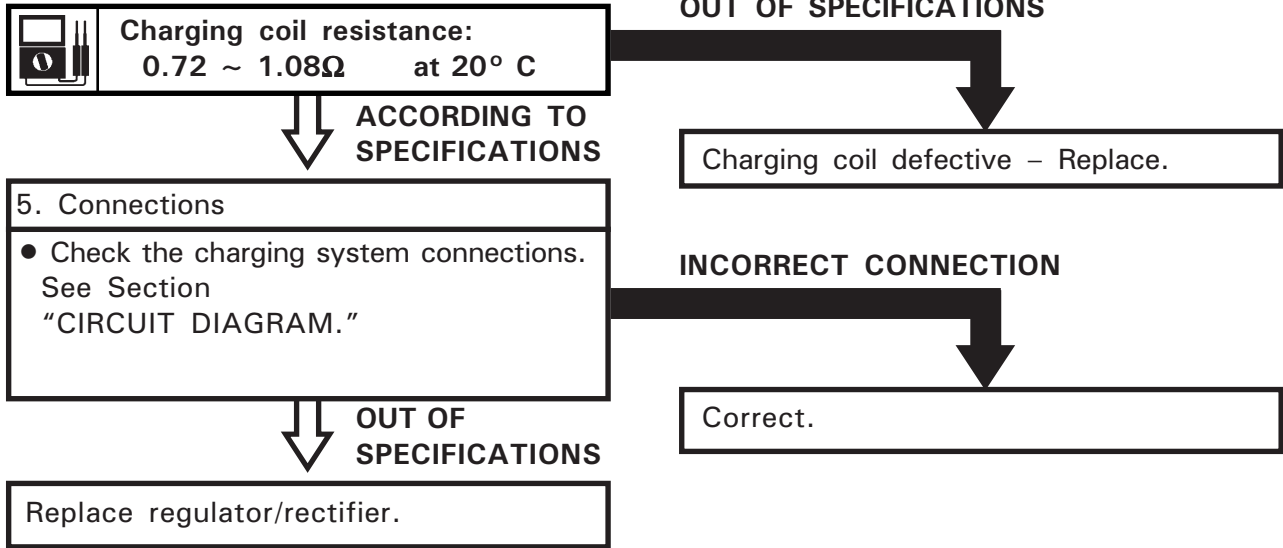 OUT OF SPECIFICATIONS
Charging coil resistance:
0.72 ~ 1.08Ω at 20º C
ACCORDING TO
SPECIFICATIONS
Charging coil defective – Replace.
5. Connections
● Check the charging system connections.
See Section
“CIRCUIT DIAGRAM.”
INCORRECT CONNECTION
Correct.
OUT OF
SPECIFICATIONS
Replace regulator/rectifier.